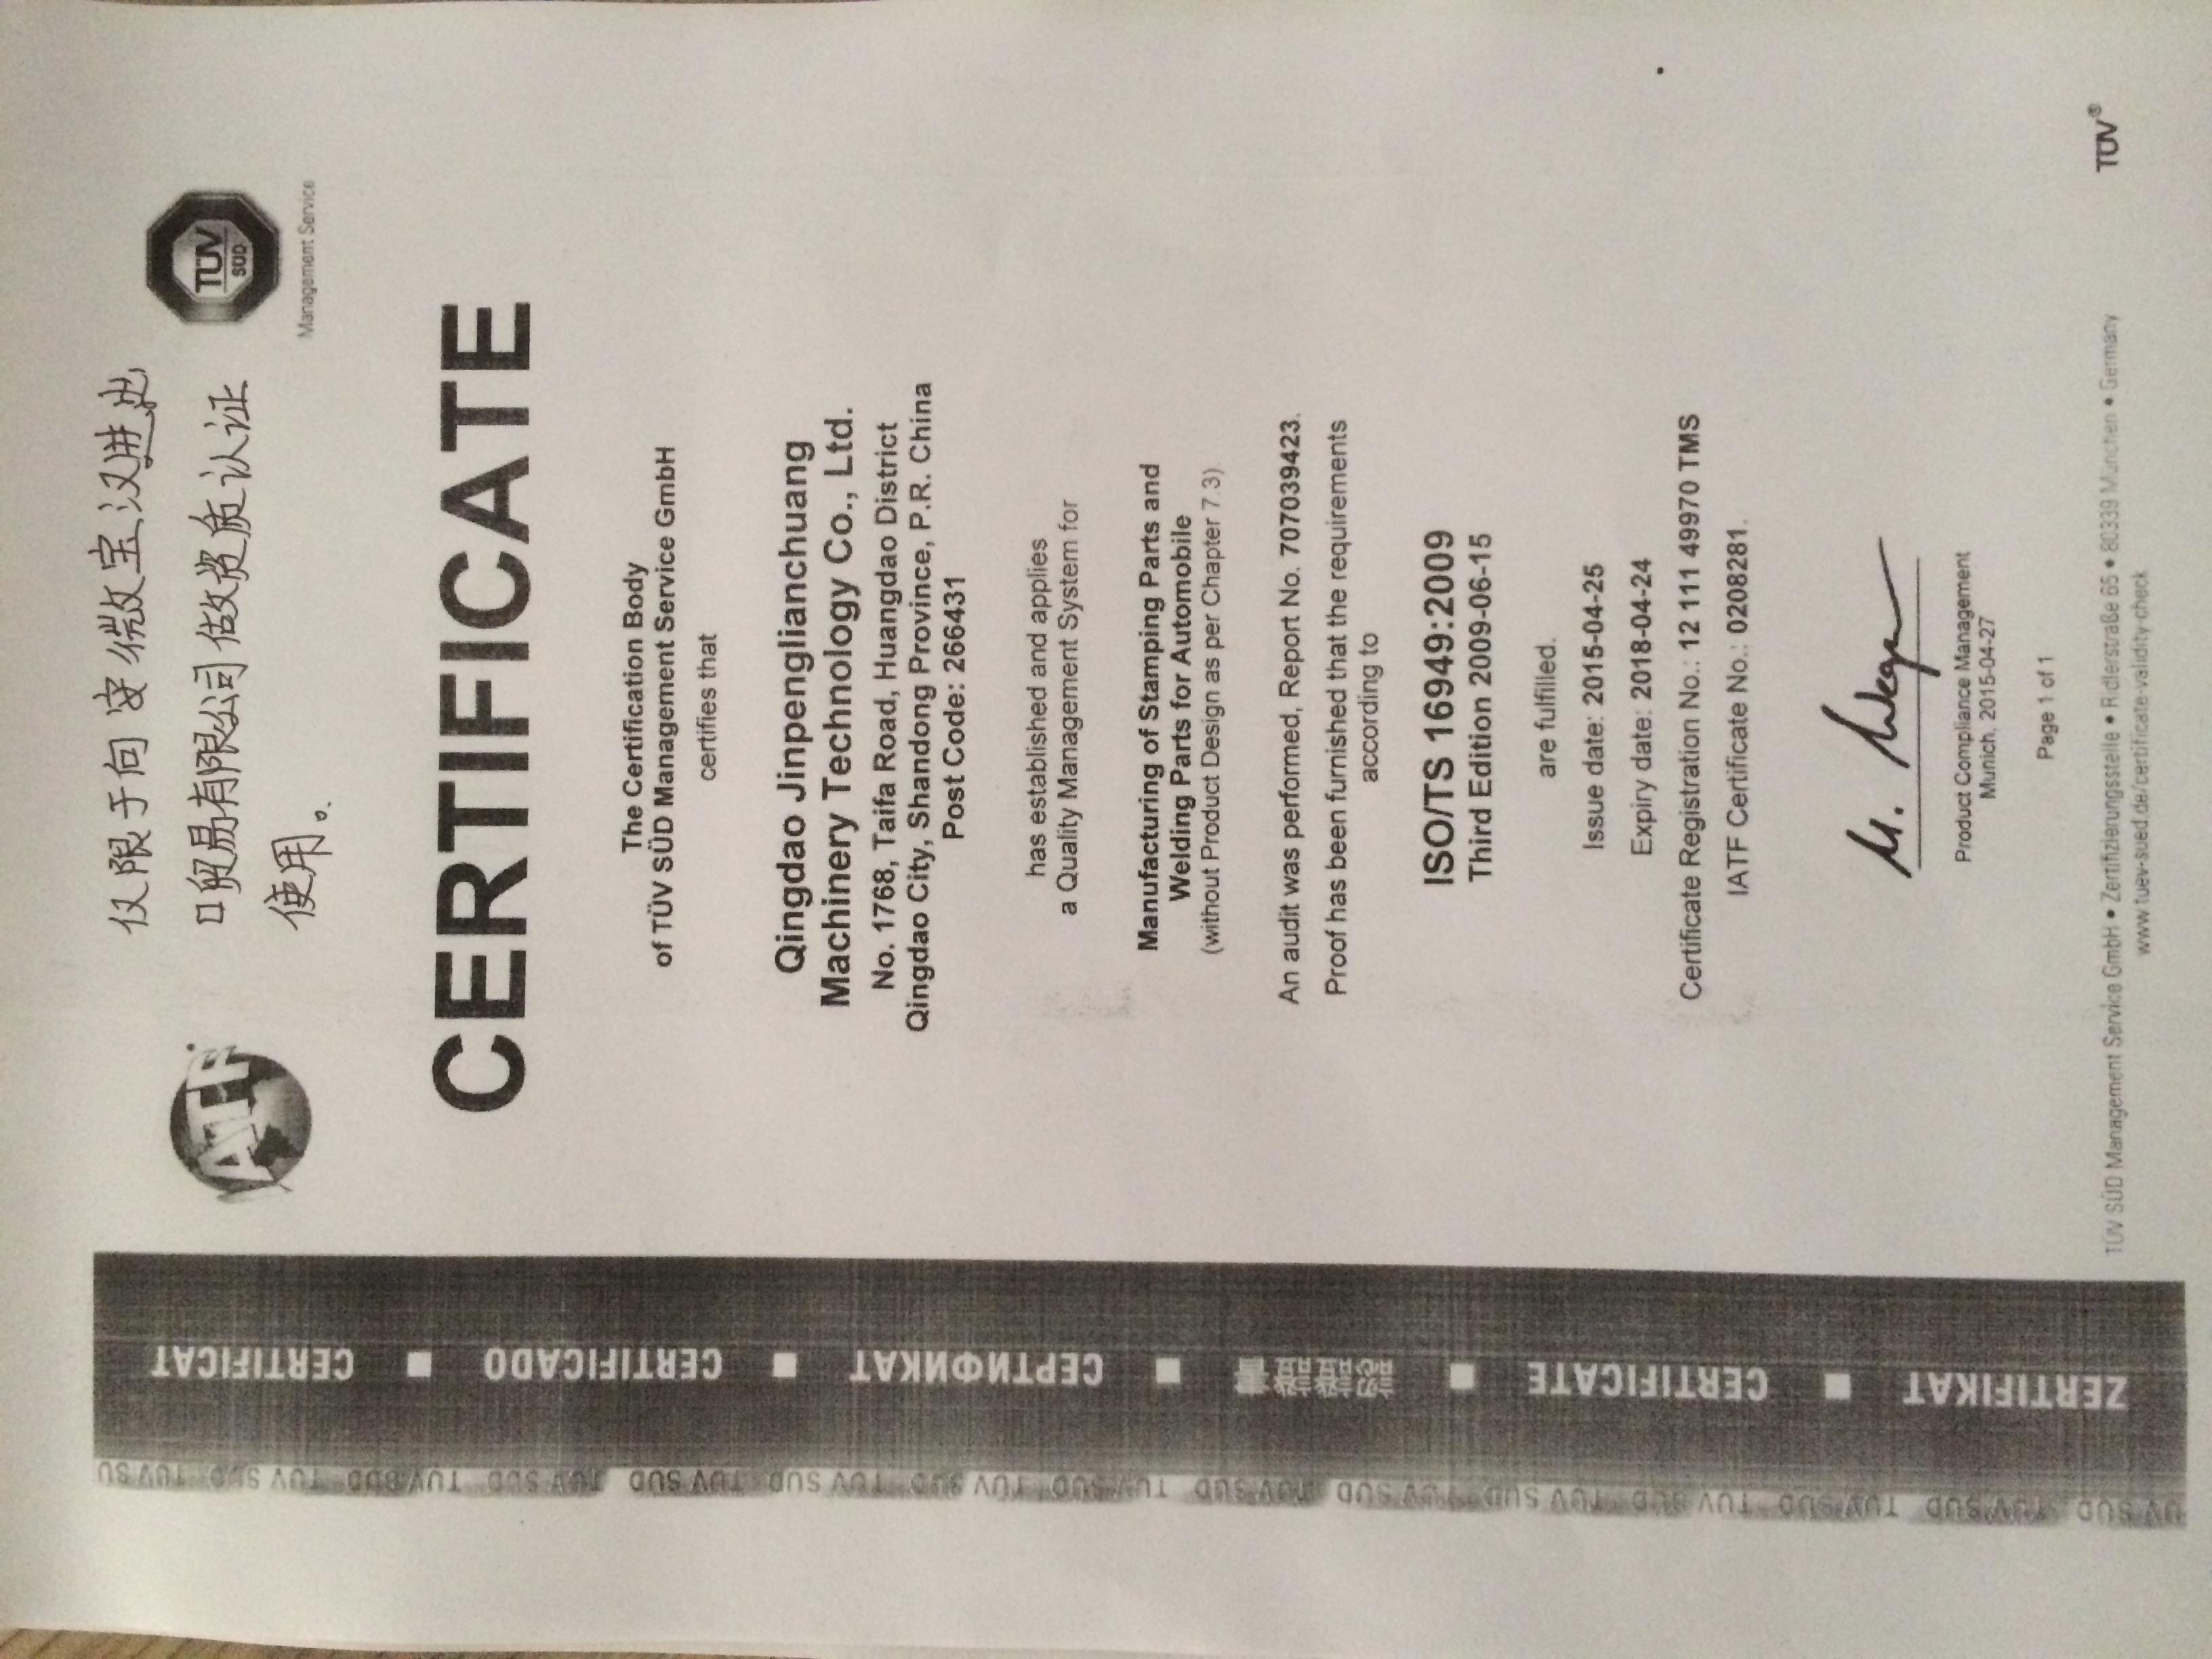 仅限于向安徽宝汉进出
口贸易有限公司做资质认证
使用。
IATF
TÜV
SÜD
Management Service
CERTIFICATE
The Certification Body
of TÜV SÜD Management Service GmbH
certifies that
Qingdao Jinpenglianchuang
Machinery Technology Co., Ltd.
No. 1768, Taifa Road, Huangdao District
Qingdao City, Shandong Province, P.R. China
Post Code: 266431
has established and applies
a Quality Management System for
Manufacturing of Stamping Parts and
Welding Parts for Automobile
(without Product Design as per Chapter 7.3).
An audit was performed, Report No. 707039423.
Proof has been furnished that the requirements
according to
ISO/TS 16949:2009
Third Edition 2009-06-15
are fulfilled.
Issue date: 2015-04-25
Expiry date: 2018-04-24
Certificate Registration No.: 12 111 49970 TMS
IATF Certificate No.: 0208281.
Product Compliance Management
Munich, 2015-04-27
Page 1 of 1
TÜV SÜD Management Service GmbH • Zertifizierungsstelle • Ridlerstraße 65 • 80339 München • Germany
www.tuev-sued.de/certificate-validity-check
TÜV®
ZERTIFIKAT ■ CERTIFICATE ■ 認證證書 ■ СЕРТИФИКАТ ■ CERTIFICADO ■ CERTIFICAT